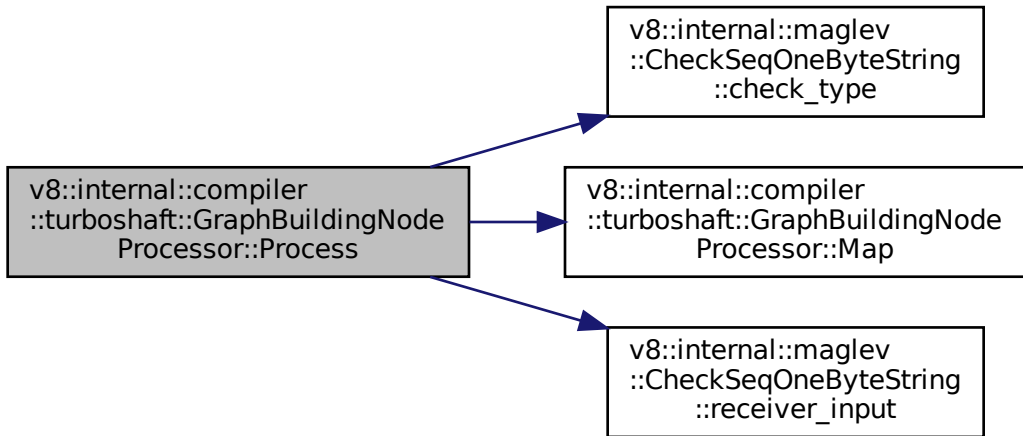 v8::internal::compiler
::turboshaft::GraphBuildingNode
Processor::Process
v8::internal::maglev
::CheckSeqOneByteString
::check_type
v8::internal::compiler
::turboshaft::GraphBuildingNode
Processor::Map
v8::internal::maglev
::CheckSeqOneByteString
::receiver_input